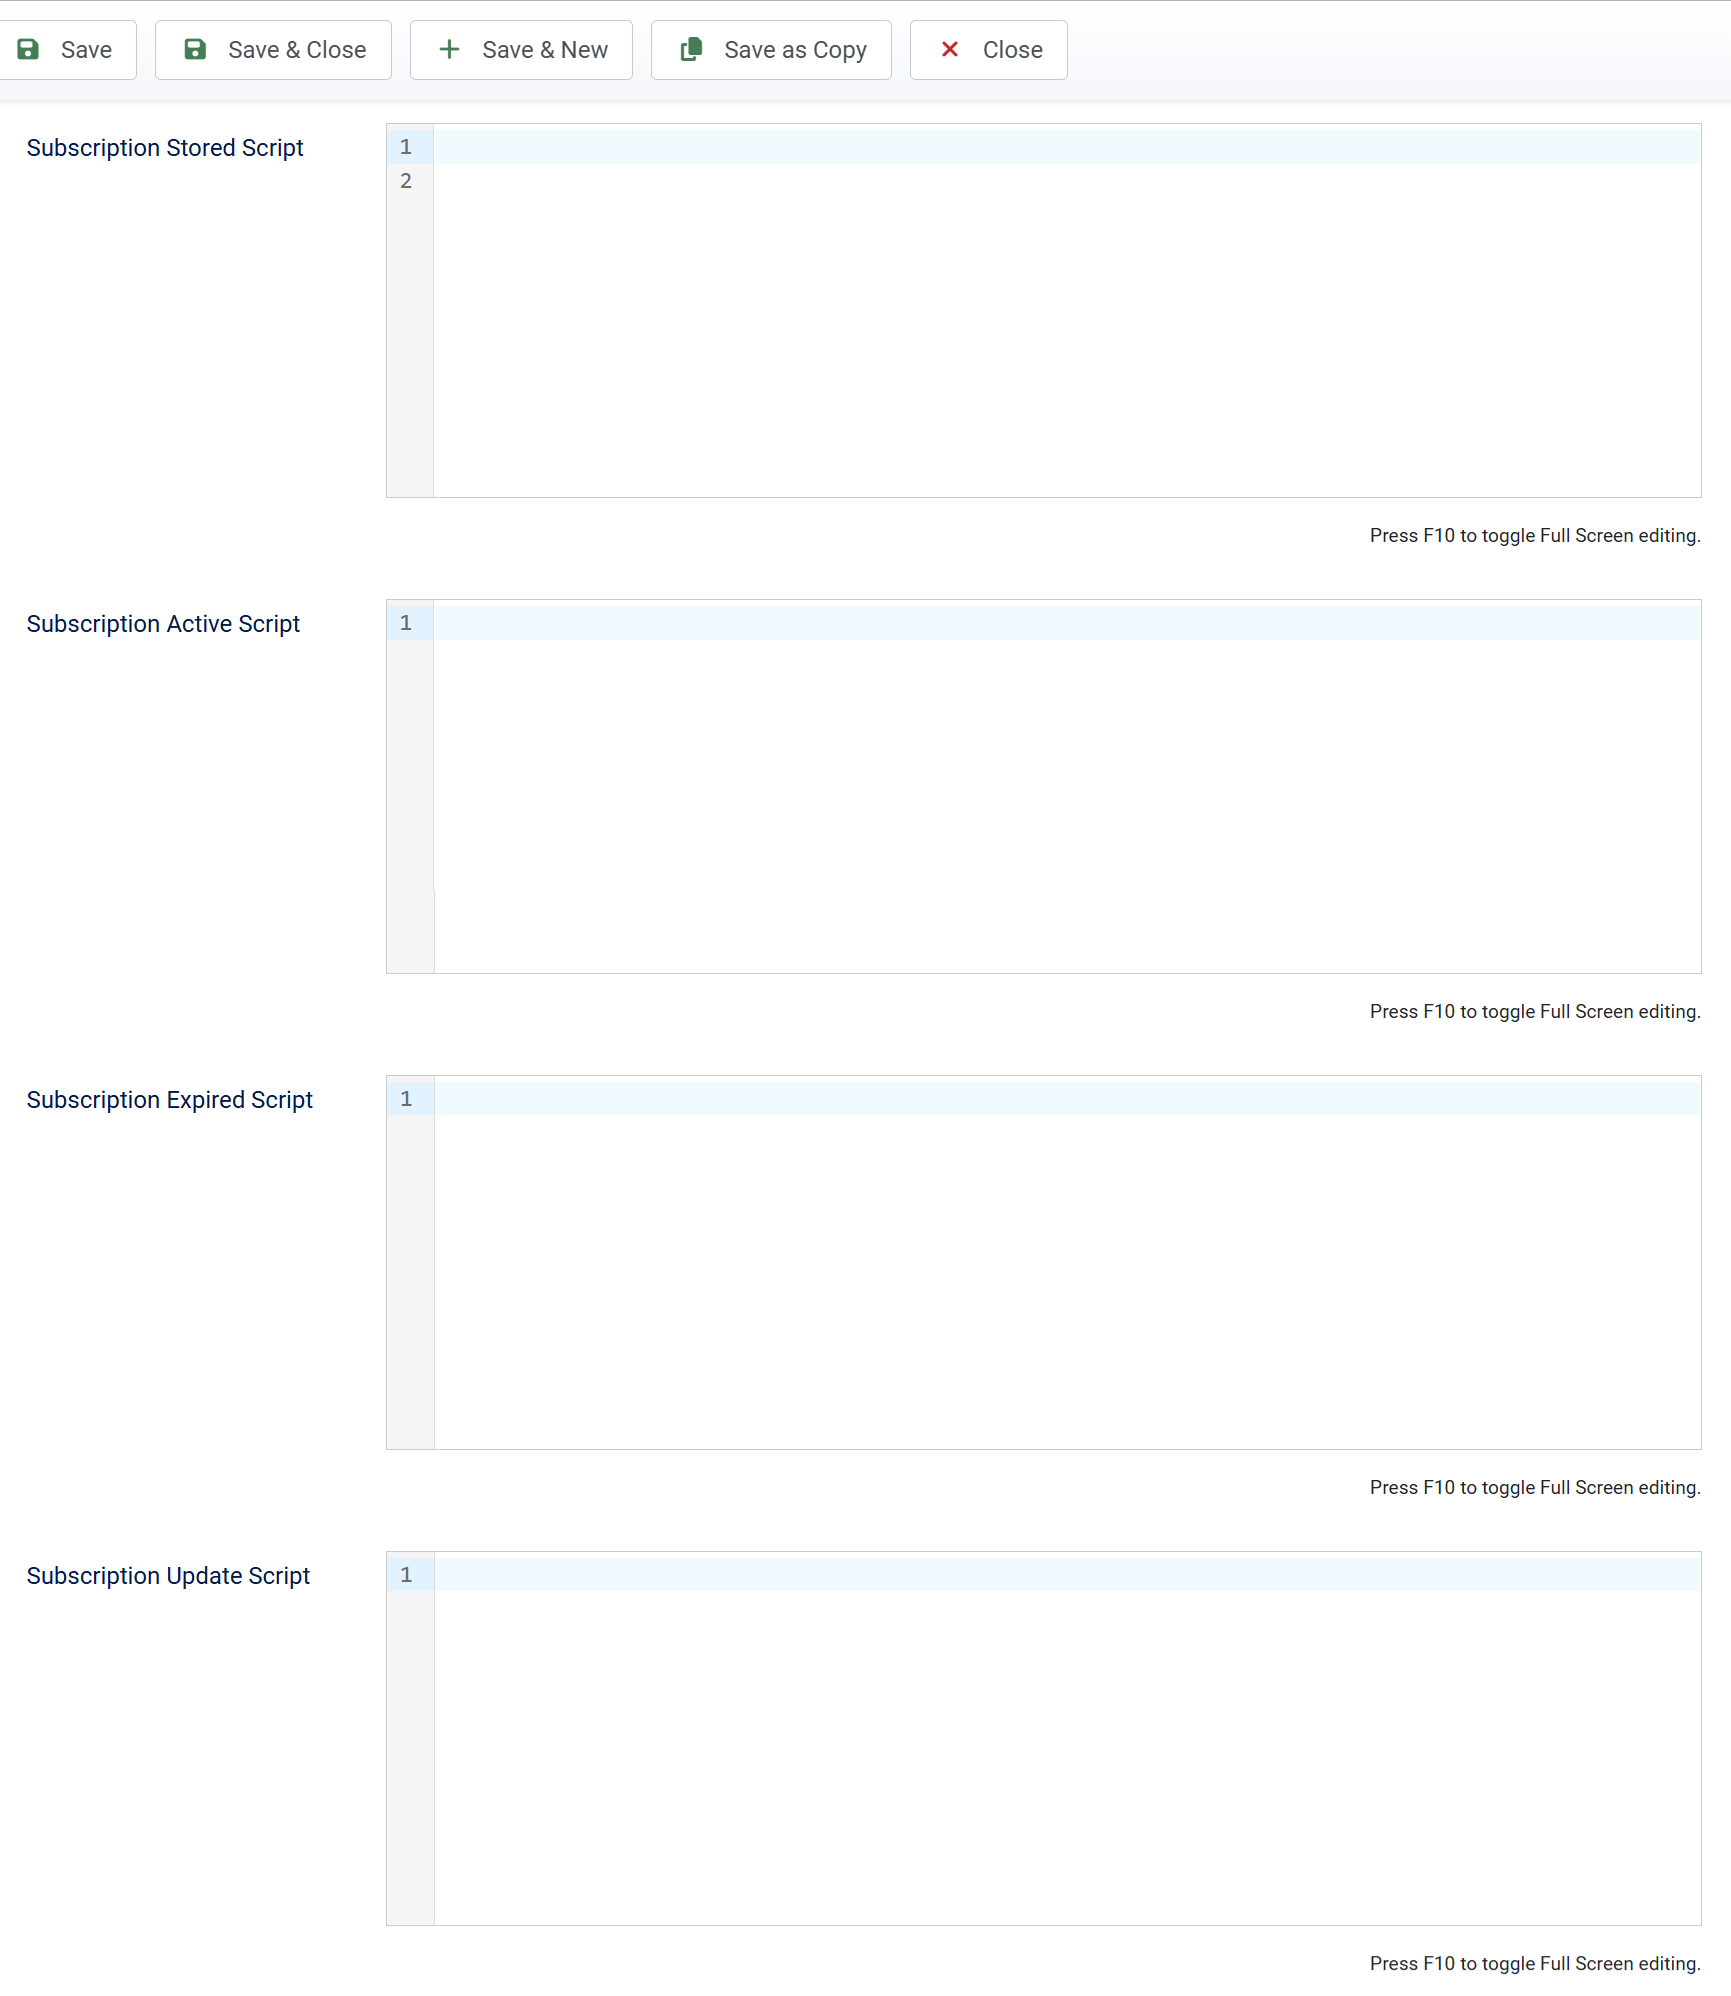 Save
Save & Close
Save & New
Save as Copy
Close
Subscription Stored Script
1
2
Press F10 to toggle Full Screen editing.
Subscription Active Script
1
Press F10 to toggle Full Screen editing.
Subscription Expired Script
1
Press F10 to toggle Full Screen editing.
Subscription Update Script
1
Press F10 to toggle Full Screen editing.